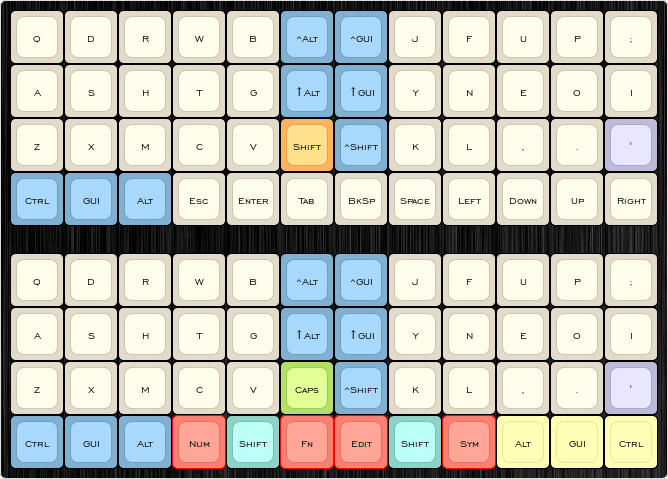 Q D R W B ^Alt ^GUI J F U P ;
A S H T G ↑Alt ↑GUI Y N E O I
Z X M C V Shift ^Shift K L , . '
Ctrl GUI Alt Esc Enter Tab BkSp Space Left Down Up Right
Q D R W B ^Alt ^GUI J F U P ;
A S H T G ↑Alt ↑GUI Y N E O I
Z X M C V Caps ^Shift K L , . '
Ctrl GUI Alt Num Shift Fn Edit Shift Sym Alt GUI Ctrl